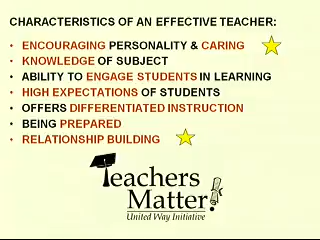 CHARACTERISTICS OF AN EFFECTIVE TEACHER:
• ENCOURAGING PERSONALITY & CARING
• KNOWLEDGE OF SUBJECT
• ABILITY TO ENGAGE STUDENTS IN LEARNING
• HIGH EXPECTATIONS OF STUDENTS
• OFFERS DIFFERENTIATED INSTRUCTION
• BEING PREPARED
• RELATIONSHIP BUILDING
Teachers
Matter!
United Way Initiative